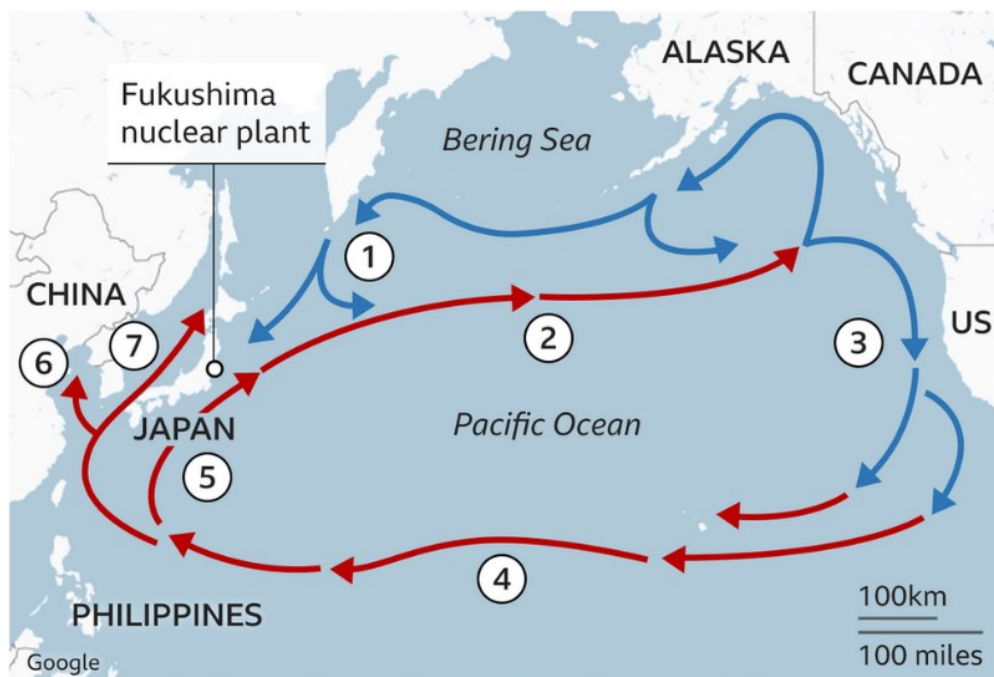 ALASKA
CANADA
Fukushima
nuclear plant
Bering Sea
1
CHINA
7
2
3
US
6
JAPAN
Pacific Ocean
5
4
PHILIPPINES
100km
100 miles
Google